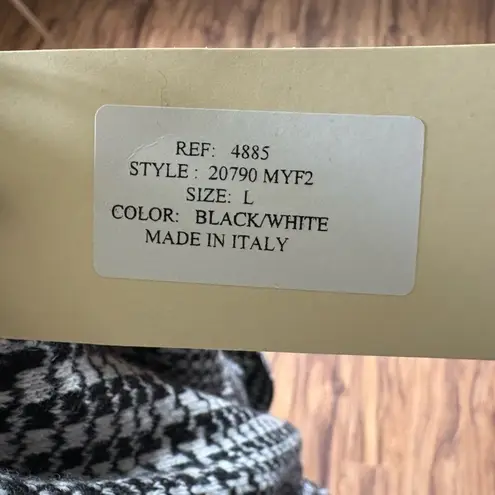 REF: 4885
STYLE : 20790 MYF2
SIZE: L
COLOR: BLACK/WHITE
MADE IN ITALY